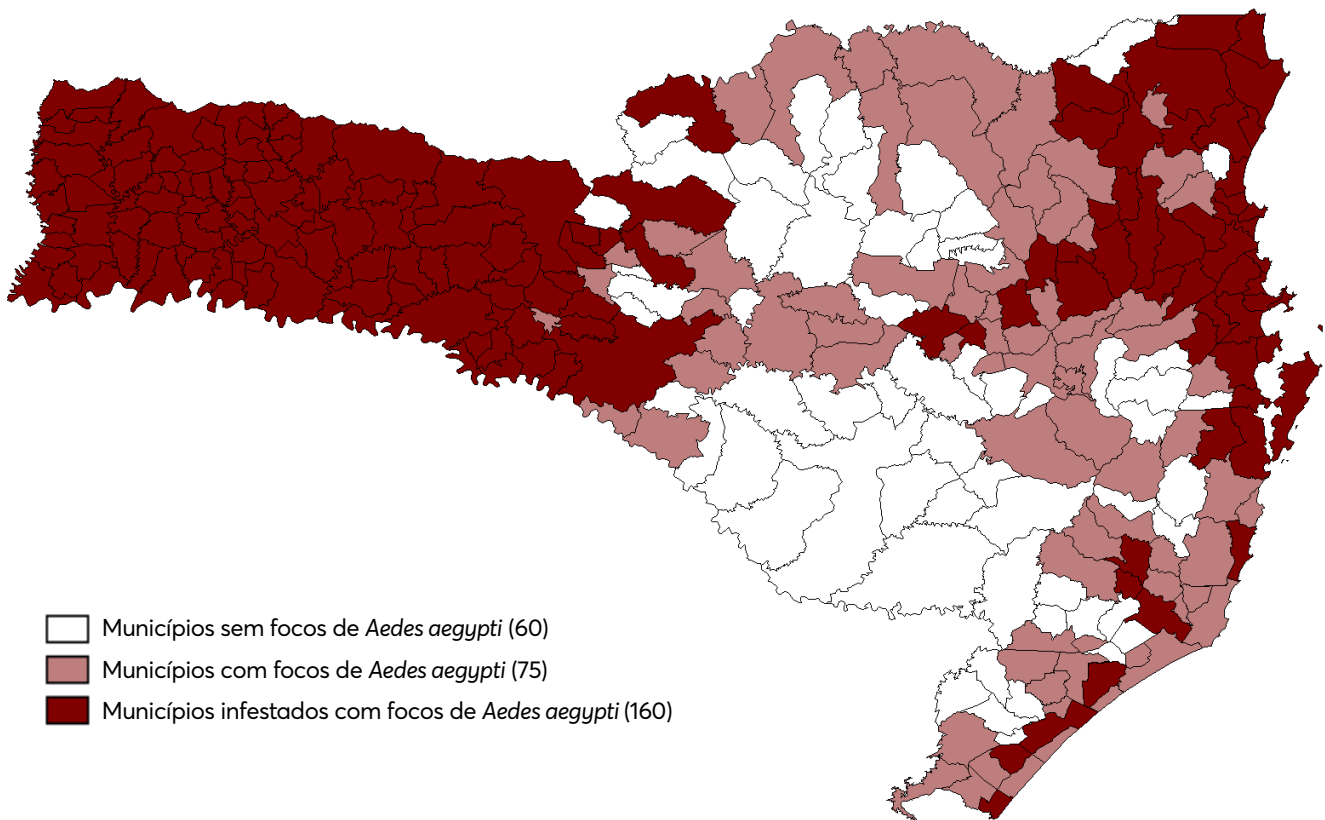 Municípios sem focos de Aedes aegypti (60)
Municípios com focos de Aedes aegypti (75)
Municípios infestados com focos de Aedes aegypti (160)